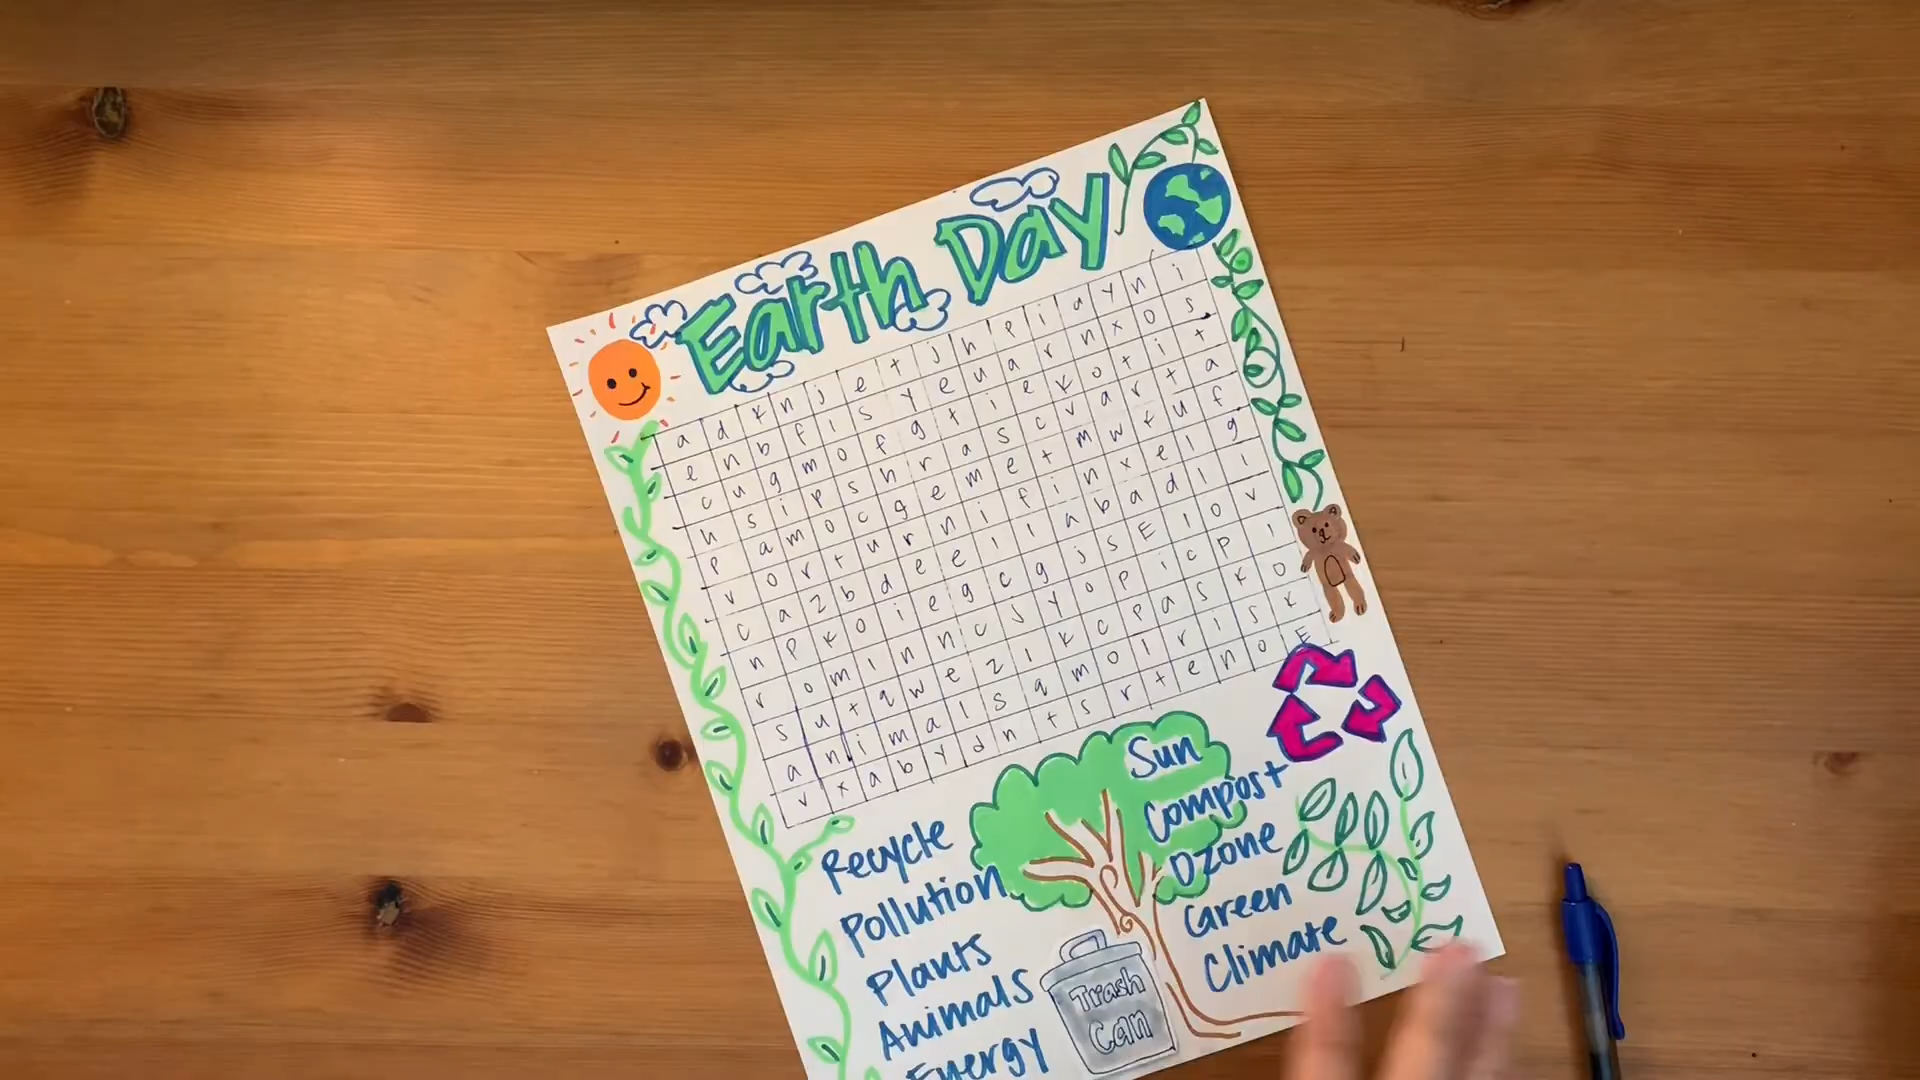 Earth Day
a d k n j e t j h p i a y n i
e n b f l s y e u a r n x o s
c u g m o f g t i e k o t i t
h s i p s h r a s c v a r t a
p a m o c g e m e t m w t u f
v o r t u r n i f i n x e l g
c a z b d e e l l a b a d l i
n p k o i e g c g j s E l o v
r o m l n n c j y o p i c p i
s u t q w e z l k c p a s k o
a n i m a l s q m o l r i s k
v x a b y d n t s r t e n o E
Recycle
Pollution
Plants
Animals
Energy
Sun
Compost
Ozone
Green
Climate
Trash
Can